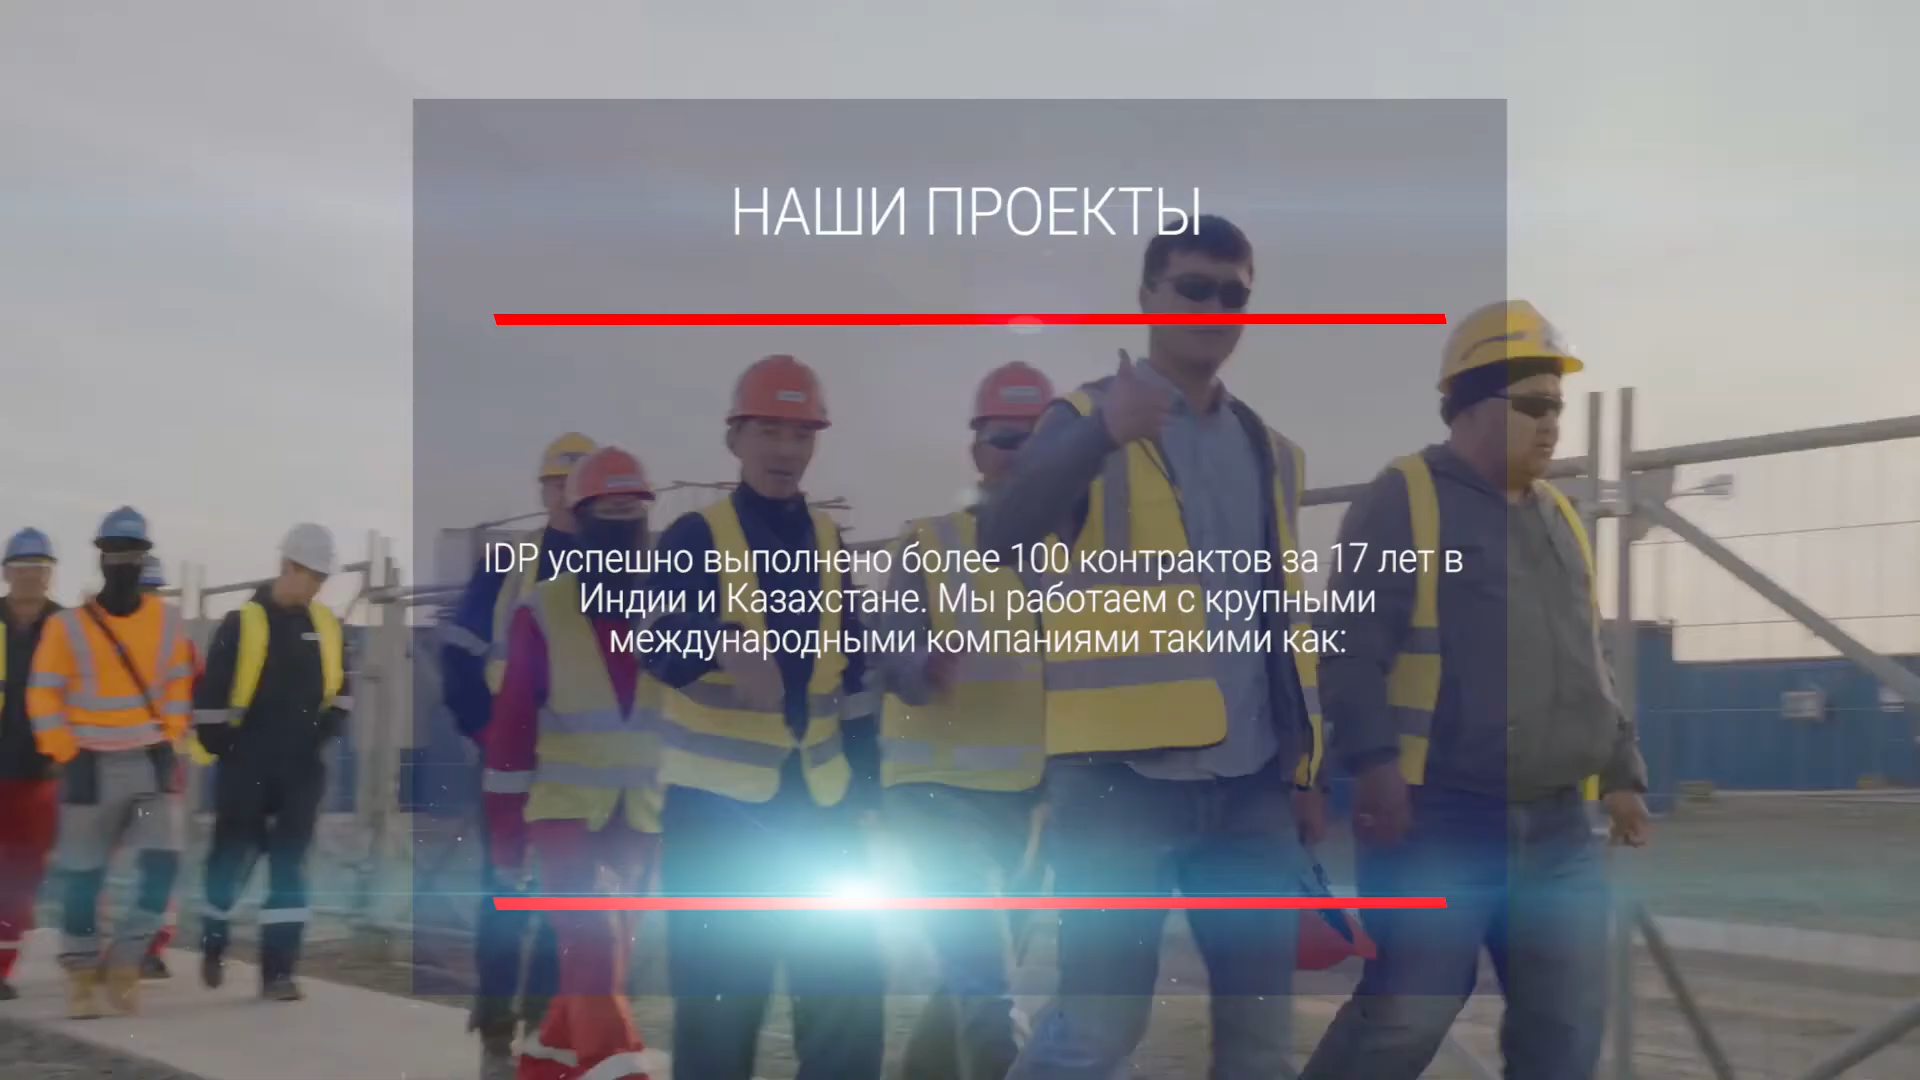 НАШИ ПРОЕКТЫ
IDP успешно выполнено более 100 контрактов за 17 лет в
Индии и Казахстане. Мы работаем с крупными
международными компаниями такими как: